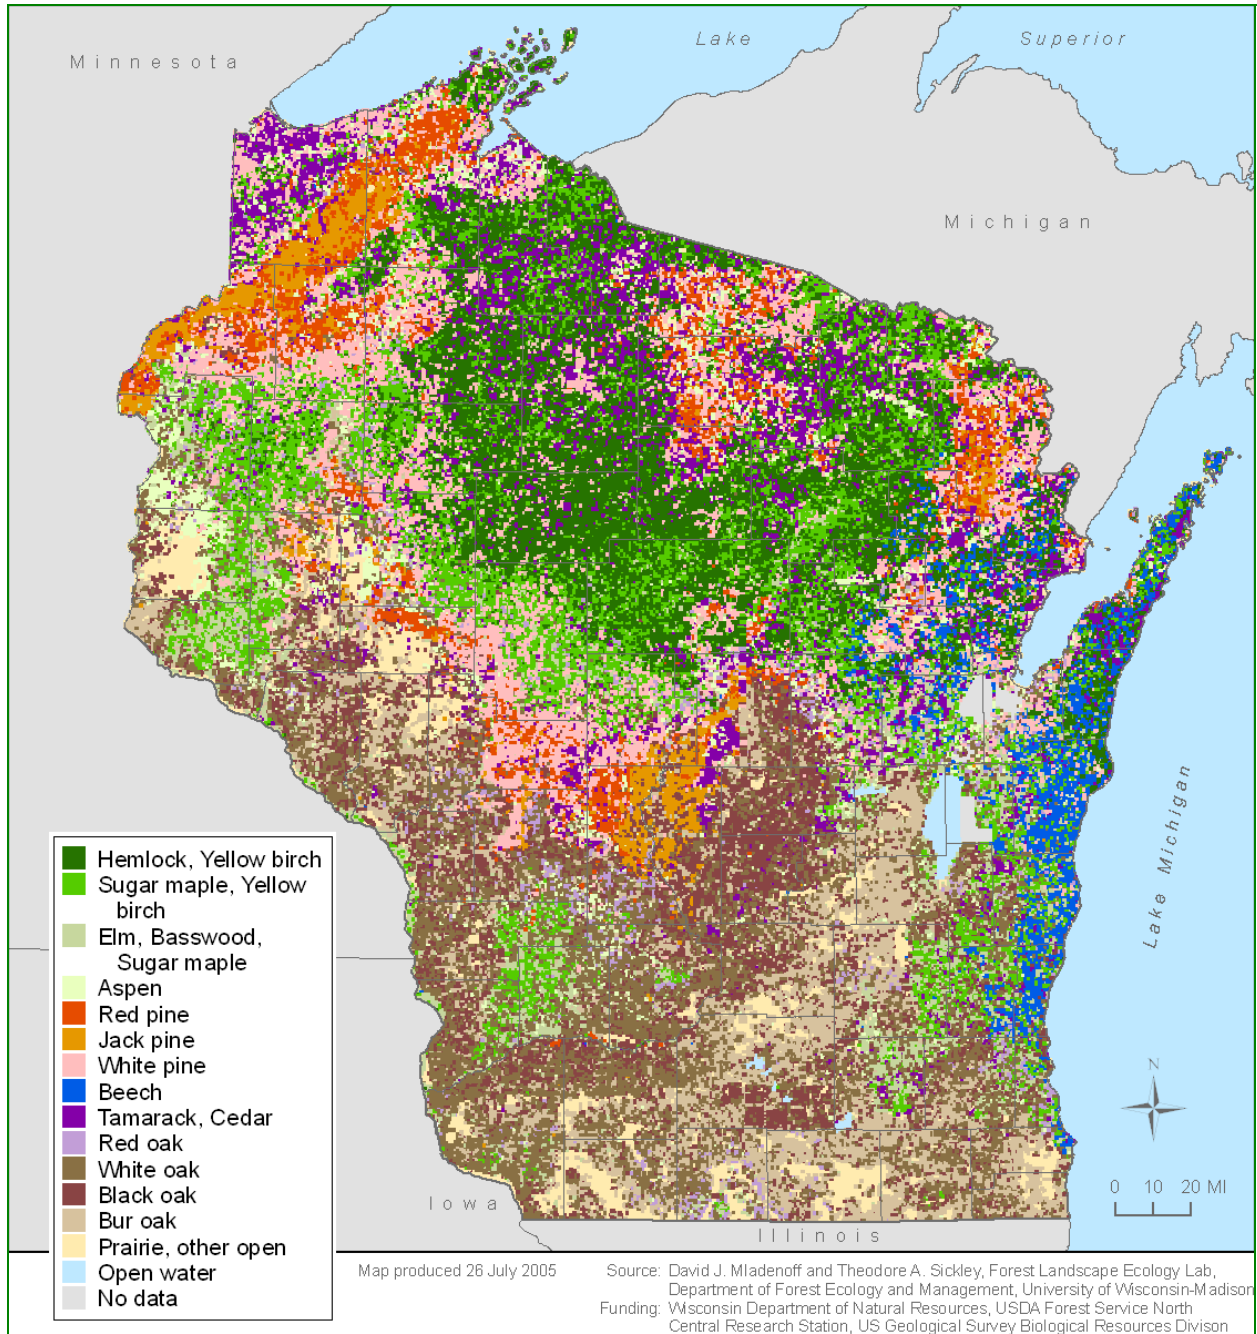 Lake Superior
Minnesota
Michigan
Lake Michigan
Hemlock, Yellow birch
Sugar maple, Yellow
birch
Elm, Basswood,
Sugar maple
Aspen
Red pine
Jack pine
White pine
Beech
Tamarack, Cedar
Red oak
White oak
Black oak
Bur oak
Prairie, other open
Open water
No data
N
0 10 20 MI
Iowa
Illinois
Map produced 26 July 2005
Source: David J. Mladenoff and Theodore A. Sickley, Forest Landscape Ecology Lab,
Department of Forest Ecology and Management, University of Wisconsin-Madison
Funding: Wisconsin Department of Natural Resources, USDA Forest Service North
Central Research Station, US Geological Survey Biological Resources Divison